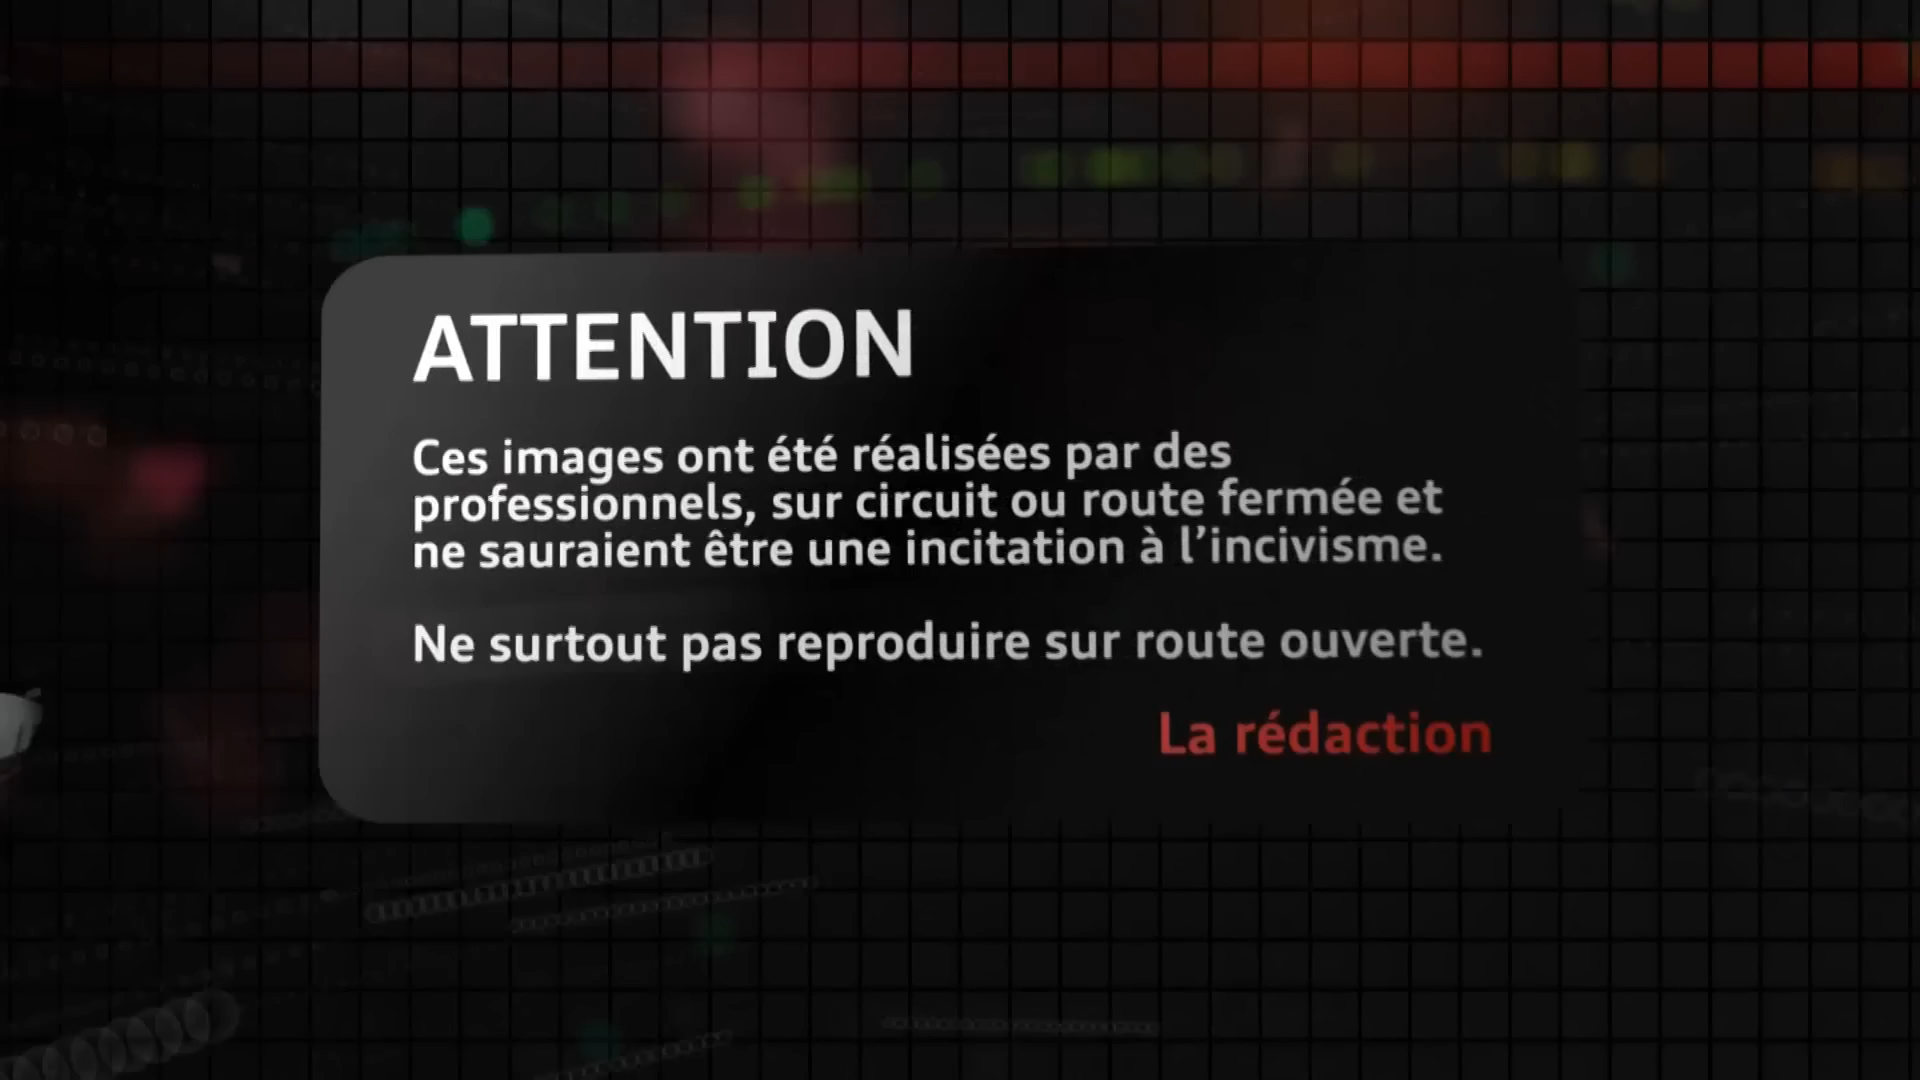 ATTENTION
Ces images ont été réalisées par des
professionnels, sur circuit ou route fermée et
ne sauraient être une incitation à l’incivisme.
Ne surtout pas reproduire sur route ouverte.
La rédaction